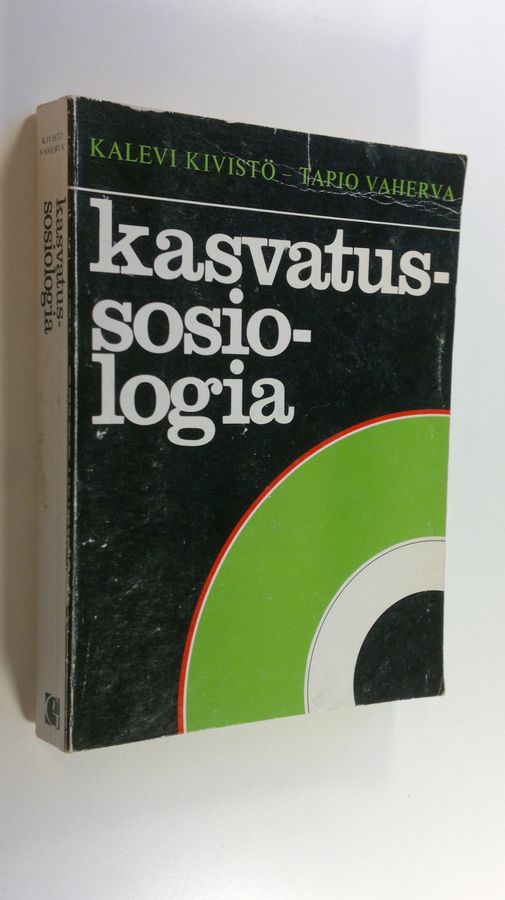 KALEVI KIVISTÖ – TAPIO VAHERVA
kasvatus-
sosio-
logia
KIVISTÖ
VAHERVA
kasvatus-
sosiologia
G